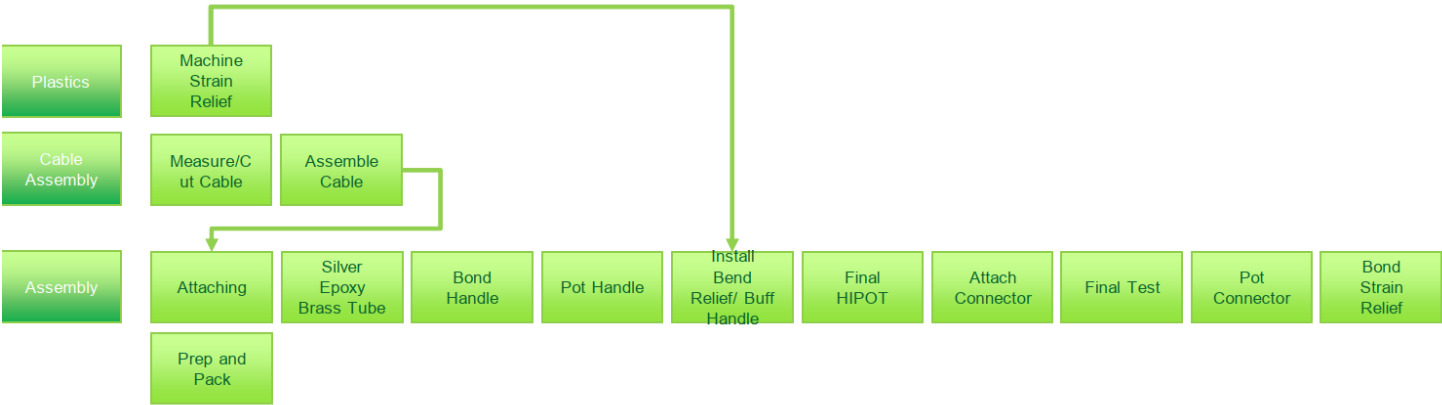 Plastics
Machine
Strain
Relief
Cable
Assembly
Measure/C
ut Cable
Assemble
Cable
Assembly
Attaching
Silver
Epoxy
Brass Tube
Bond
Handle
Pot Handle
Install
Bend
Relief/ Buff
Handle
Final
HIPOT
Attach
Connector
Final Test
Pot
Connector
Bond
Strain
Relief
Prep and
Pack